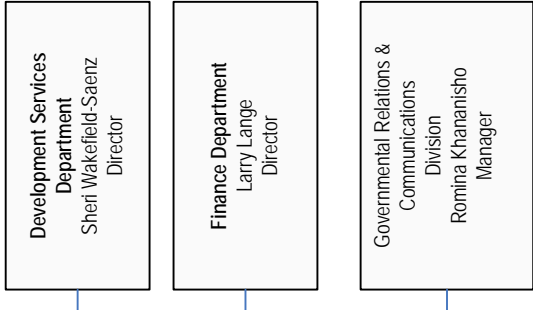 Development Services
Department
Sheri Wakefield-Saenz
Director
Finance Department
Larry Lange
Director
Governmental Relations &
Communications
Division
Romina Khananisho
Manager